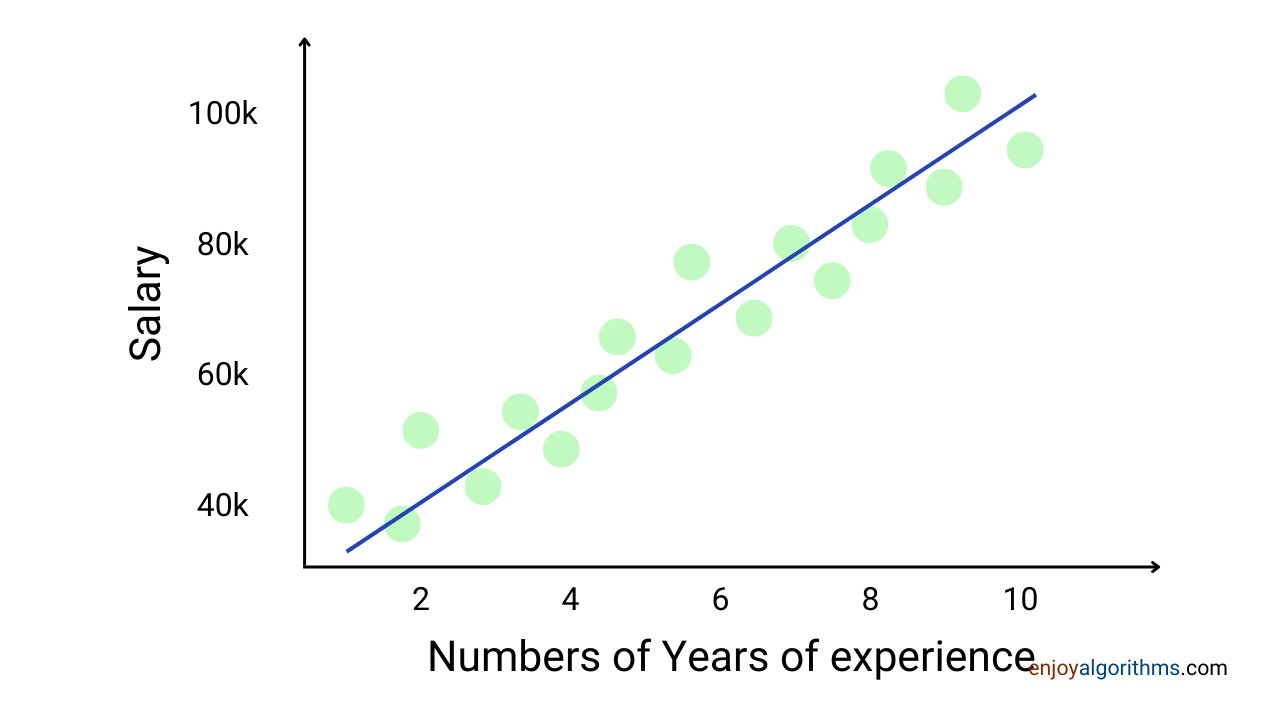 100k
80k
60k
40k
Salary
2 4 6 8 10
Numbers of Years of experience
enjoyalgorithms.com